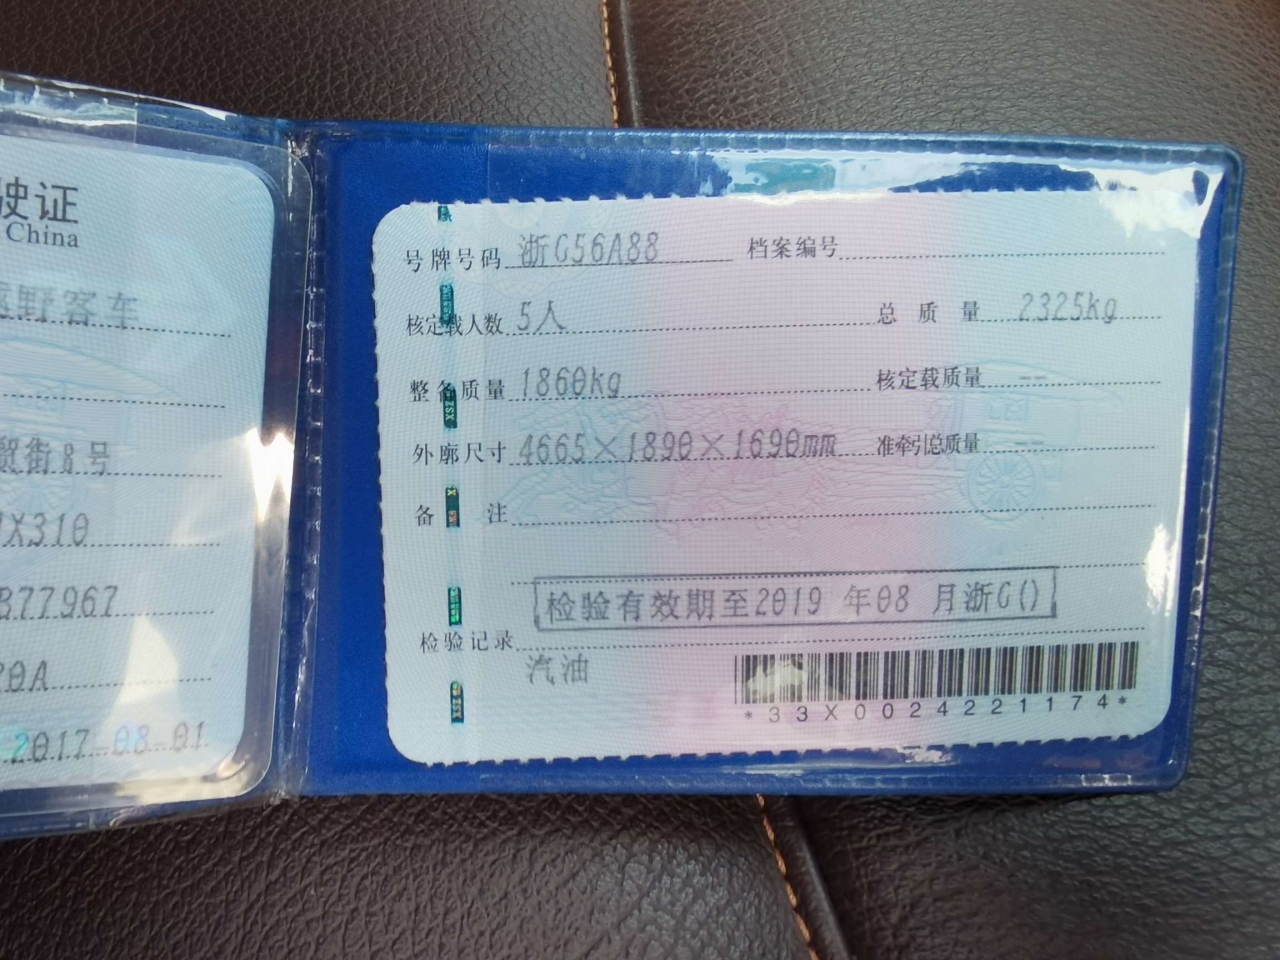 驶证
China
野客车
贸街8号
X310
B77967
0A
2017-08-01
号牌号码 浙G56A88 档案编号
核定载人数 5人 总质量 2325kg
整备质量 1860kg 核定载质量 --
外廓尺寸 4665×1890×1690mm 准牵引总质量 --
备注
检验有效期至2019 年08 月浙G()
检验记录
汽油
*33X0024221174*